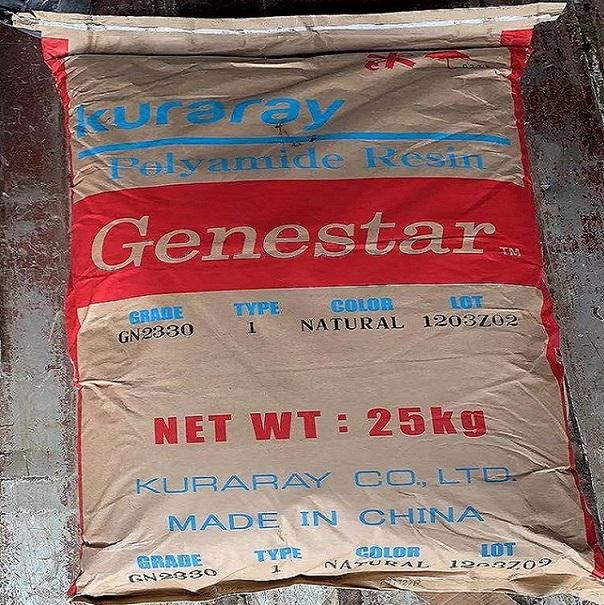 kuraray
Polyamide Resin
Genestar TM
GRADE TYPE COLOR LOT
GN2330 1 NATURAL 1203Z02
NET WT : 25kg
KURARAY CO., LTD.
MADE IN CHINA
GRADE TYPE COLOR LOT
GN2330 1 NATURAL